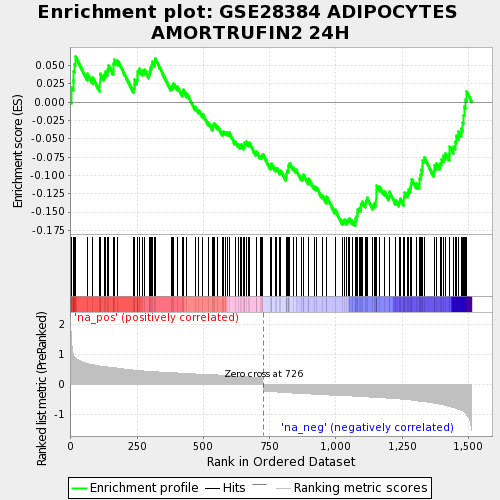 Enrichment plot: GSE28384 ADIPOCYTES
AMORTRUFIN2 24H
Enrichment score (ES)
0.050
0.025
0.000
-0.025
-0.050
-0.075
-0.100
-0.125
-0.150
-0.175
'na_pos' (positively correlated)
Ranked list metric (PreRanked)
2
1
0
-1
Zero cross at 726
'na_neg' (negatively correlated)
0
250
500
750
1,000
1,250
1,500
Rank in Ordered Dataset
Enrichment profile
Hits
Ranking metric scores